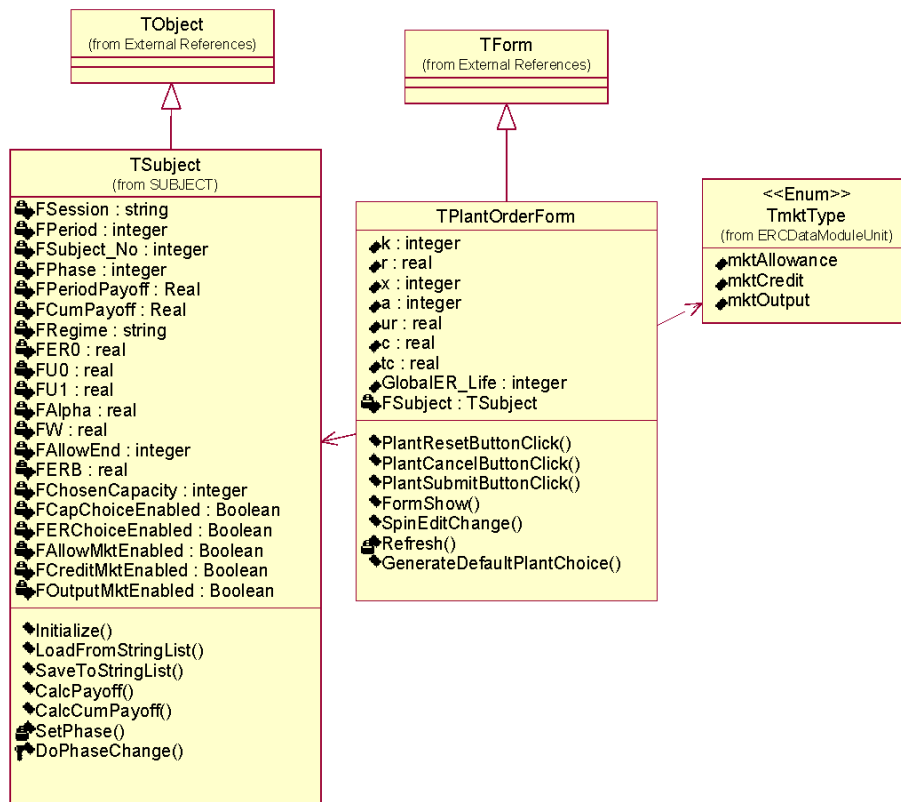 TObject
(from External References)
TForm
(from External References)
TSubject
(from SUBJECT)
FSession : string
FPeriod : integer
FSubject_No : integer
FPhase : integer
FPeriodPayoff : Real
FCumPayoff : Real
FRegime : string
FER0 : real
FU0 : real
FU1 : real
FAlpha : real
FW : real
FAllowEnd : integer
FERB : real
FChosenCapacity : integer
FCapChoiceEnabled : Boolean
FERChoiceEnabled : Boolean
FAllowMktEnabled : Boolean
FCreditMktEnabled : Boolean
FOutputMktEnabled : Boolean
Initialize()
LoadFromStringList()
SaveToStringList()
CalcPayoff()
CalcCumPayoff()
SetPhase()
DoPhaseChange()
TPlantOrderForm
k : integer
r : real
x : integer
a : integer
ur : real
c : real
tc : real
GlobalER_Life : integer
FSubject : TSubject
PlantResetButtonClick()
PlantCancelButtonClick()
PlantSubmitButtonClick()
FormShow()
SpinEditChange()
Refresh()
GenerateDefaultPlantChoice()
<<Enum>>
TmktType
(from ERCDataModuleUnit)
mktAllowance
mktCredit
mktOutput